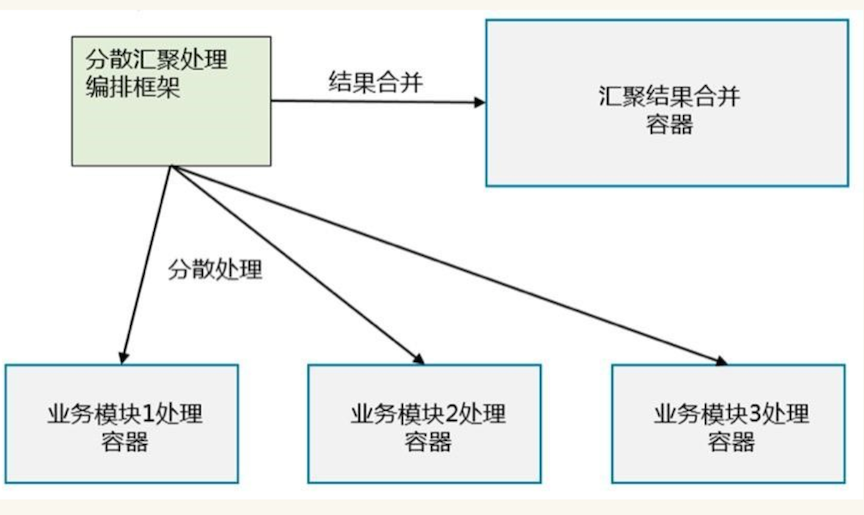 分散汇聚处理
编排框架
结果合并
汇聚结果合并
容器
分散处理
业务模块1处理
容器
业务模块2处理
容器
业务模块3处理
容器